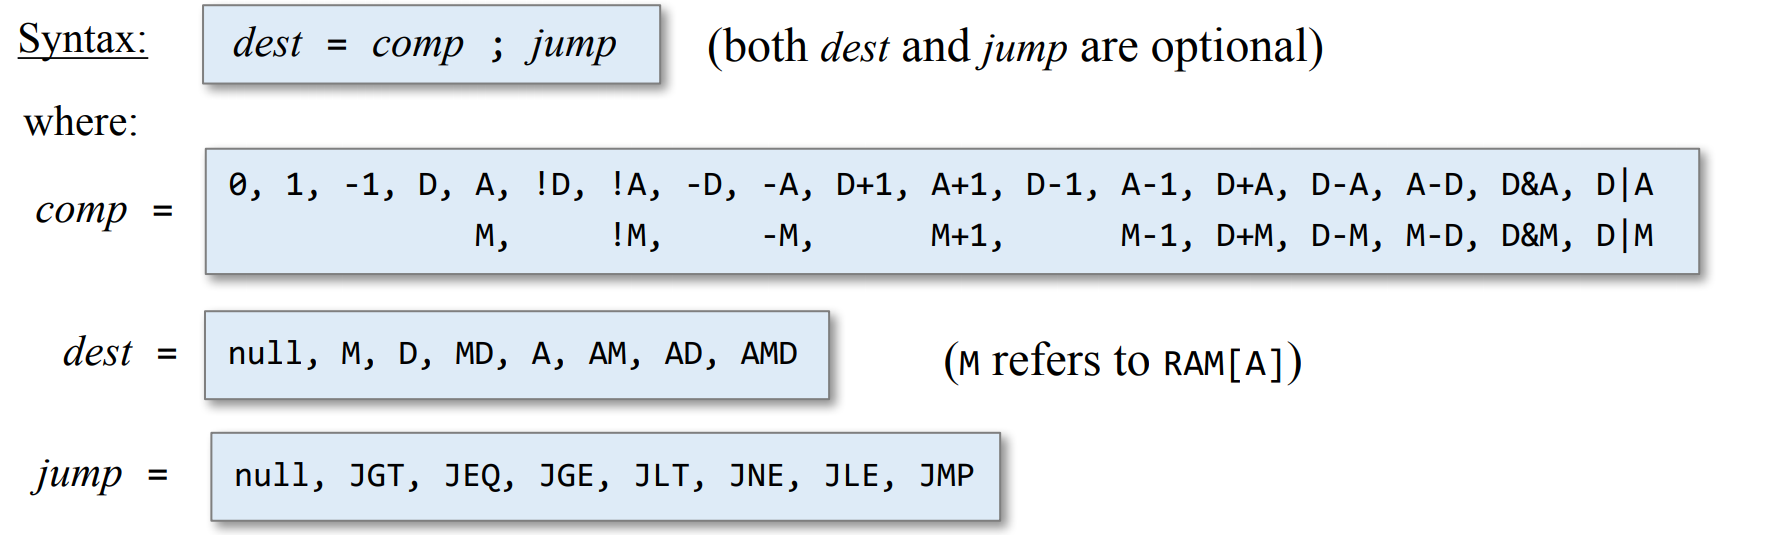 Syntax: dest = comp ; jump (both dest and jump are optional)
where:
comp = 0, 1, -1, D, A, !D, !A, -D, -A, D+1, A+1, D-1, A-1, D+A, D-A, A-D, D&A, D|A
M, !M, -M, M+1, M-1, D+M, D-M, M-D, D&M, D|M
dest = null, M, D, MD, A, AM, AD, AMD (M refers to RAM[A])
jump = null, JGT, JEQ, JGE, JLT, JNE, JLE, JMP